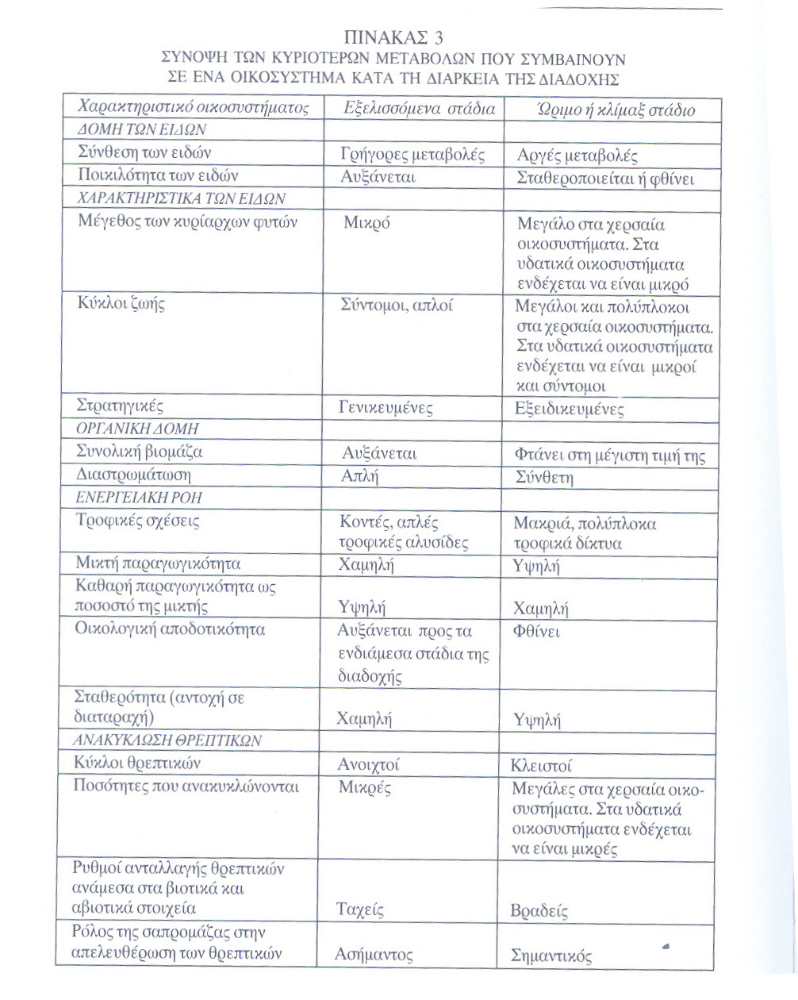 ΠΙΝΑΚΑΣ 3
ΣΥΝΟΨΗ ΤΩΝ ΚΥΡΙΟΤΕΡΩΝ ΜΕΤΑΒΟΛΩΝ ΠΟΥ ΣΥΜΒΑΙΝΟΥΝ
ΣΕ ΕΝΑ ΟΙΚΟΣΥΣΤΗΜΑ ΚΑΤΑ ΤΗ ΔΙΑΡΚΕΙΑ ΤΗΣ ΔΙΑΔΟΧΗΣ
Χαρακτηριστικό οικοσυστήματος Εξελισσόμενα στάδια Ώριμο ή κλίμαξ στάδιο
ΔΟΜΗ ΤΩΝ ΕΙΔΩΝ
Σύνθεση των ειδών Γρήγορες μεταβολές Αργές μεταβολές
Ποικιλότητα των ειδών Αυξάνεται Σταθεροποιείται ή φθίνει
ΧΑΡΑΚΤΗΡΙΣΤΙΚΑ ΤΩΝ ΕΙΔΩΝ
Μέγεθος των κυρίαρχων φυτών Μικρό Μεγάλο στα χερσαία
οικοσυστήματα. Στα
υδατικά οικοσυστήματα
ενδέχεται να είναι μικρό
Κύκλοι ζωής Σύντομοι, απλοί Μεγάλοι και πολύπλοκοι
στα χερσαία οικοσυστήματα.
Στα υδατικά οικοσυστήματα
ενδέχεται να είναι μικροί
και σύντομοι
Στρατηγικές Γενικευμένες Εξειδικευμένες
ΟΡΓΑΝΙΚΗ ΔΟΜΗ
Συνολική βιομάζα Αυξάνεται Φτάνει στη μέγιστη τιμή της
Διαστρωμάτωση Απλή Σύνθετη
ΕΝΕΡΓΕΙΑΚΗ ΡΟΗ
Τροφικές σχέσεις Κοντές, απλές Μακριά, πολύπλοκα
τροφικές αλυσίδες τροφικά δίκτυα
Μικτή παραγωγικότητα Χαμηλή Υψηλή
Καθαρή παραγωγικότητα ως
ποσοστό της μικτής Υψηλή Χαμηλή
Οικολογική αποδοτικότητα Αυξάνεται προς τα Φθίνει
ενδιάμεσα στάδια της
διαδοχής
Σταθερότητα (αντοχή σε
διαταραχή) Χαμηλή Υψηλή
ΑΝΑΚΥΚΛΩΣΗ ΘΡΕΠΤΙΚΩΝ
Κύκλοι θρεπτικών Ανοιχτοί Κλειστοί
Ποσότητες που ανακυκλώνονται Μικρές Μεγάλες στα χερσαία οικο-
συστήματα. Στα υδατικά
οικοσυστήματα ενδέχεται
να είναι μικρές
Ρυθμοί ανταλλαγής θρεπτικών
ανάμεσα στα βιοτικά και
αβιοτικά στοιχεία Ταχείς Βραδείς
Ρόλος της σαπρομάζας στην
απελευθέρωση των θρεπτικών Ασήμαντος Σημαντικός